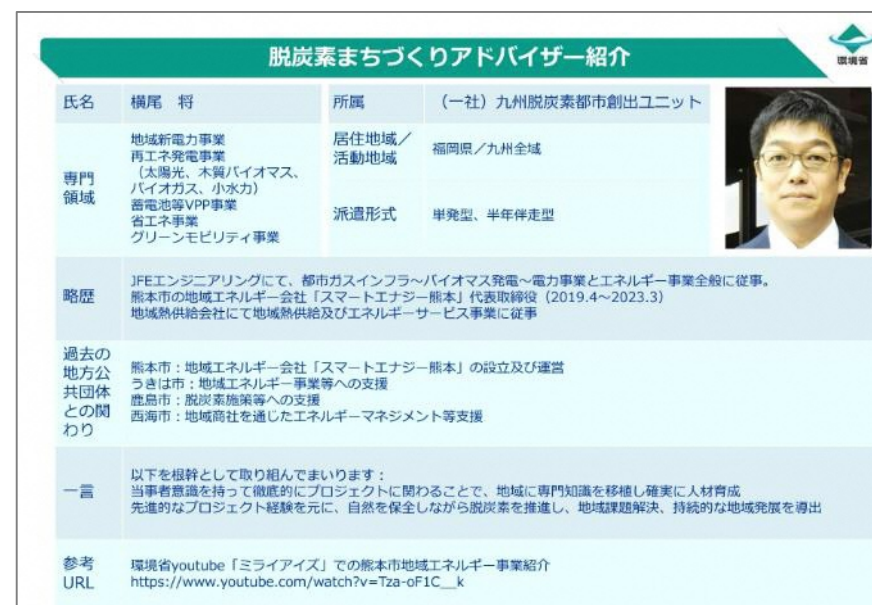 脱炭素まちづくりアドバイザー紹介
環境省
氏名
横尾 将
所属
（一社）九州脱炭素都市創出ユニット
専門
領域
地域新電力事業
再エネ発電事業
（太陽光、木質バイオマス、
バイオガス、小水力）
蓄電池等VPP事業
省エネ事業
グリーンモビリティ事業
居住地域／
活動地域
福岡県／九州全域
派遣形式
単発型、半年伴走型
略歴
JFEエンジニアリングにて、都市ガスインフラ～バイオマス発電～電力事業とエネルギー事業全般に従事。
熊本市の地域エネルギー会社「スマートエナジー熊本」代表取締役（2019.4～2023.3）
地域熱供給会社にて地域熱供給及びエネルギーサービス事業に従事
過去の
地方公
共団体
との関
わり
熊本市：地域エネルギー会社「スマートエナジー熊本」の設立及び運営
うきは市：地域エネルギー事業等への支援
鹿島市：脱炭素施策等への支援
西海市：地域商社を通じたエネルギーマネジメント等支援
一言
以下を根幹として取り組んでまいります：
当事者意識を持って徹底的にプロジェクトに関わることで、地域に専門知識を移植し確実に人材育成
先進的なプロジェクト経験を元に、自然を保全しながら脱炭素を推進し、地域課題解決、持続的な地域発展を導出
参考
URL
環境省youtube「ミライアイズ」での熊本市地域エネルギー事業紹介
https://www.youtube.com/watch?v=Tza-oF1C__k